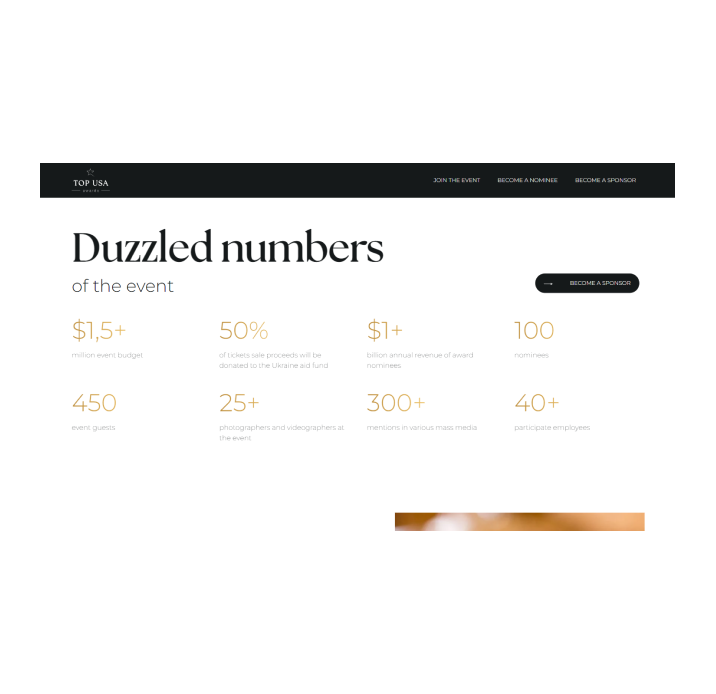 TOP USA
awards
JOIN THE EVENT
BECOME A NOMINEE
BECOME A SPONSOR
Duzzled numbers
of the event
BECOME A SPONSOR
$1,5+
million event budget
50%
of tickets sale proceeds will be
donated to the Ukraine aid fund
$1+
billion annual revenue of award
nominees
100
nominees
450
event guests
25+
photographers and videographers at
the event
300+
mentions in various mass media
40+
participate employees